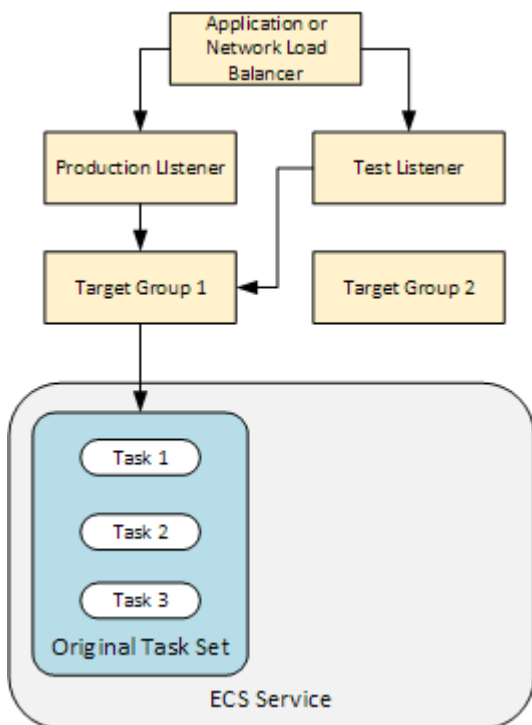 Application or
Network Load
Balancer
Production LIstener
Test Listener
Target Group 1
Target Group 2
Task 1
Task 2
Task 3
Original Task Set
ECS Service